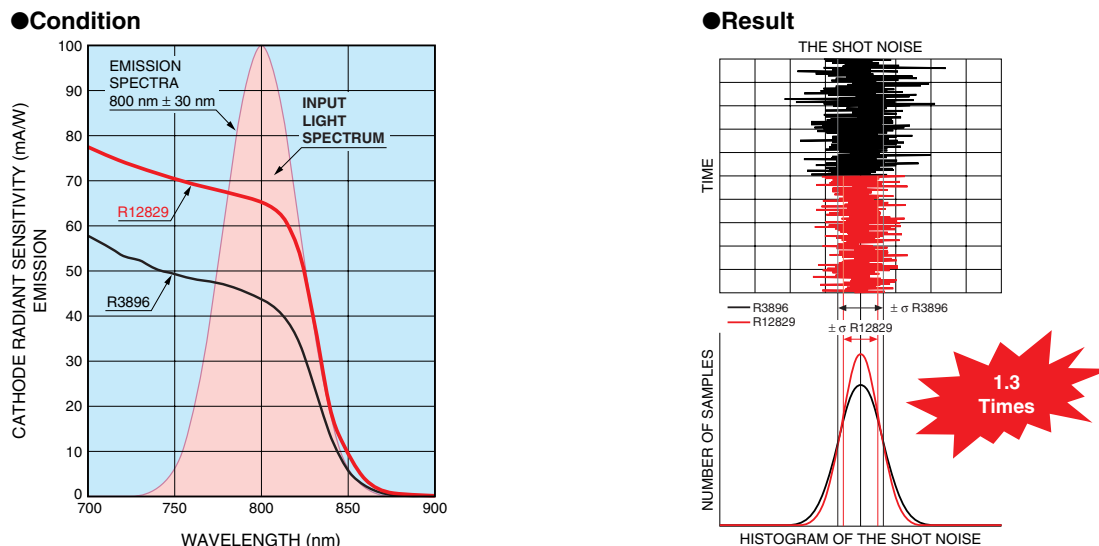 ●Condition
CATHODE RADIANT SENSITIVITY (mA/W)
EMISSION
100
90
80
70
60
50
40
30
20
10
0
EMISSION
SPECTRA
800 nm ± 30 nm
INPUT
LIGHT
SPECTRUM
R12829
R3896
700
750
800
850
900
WAVELENGTH (nm)
●Result
THE SHOT NOISE
TIME
R3896
R12829
± σ R3896
± σ R12829
NUMBER OF SAMPLES
1.3
Times
HISTOGRAM OF THE SHOT NOISE